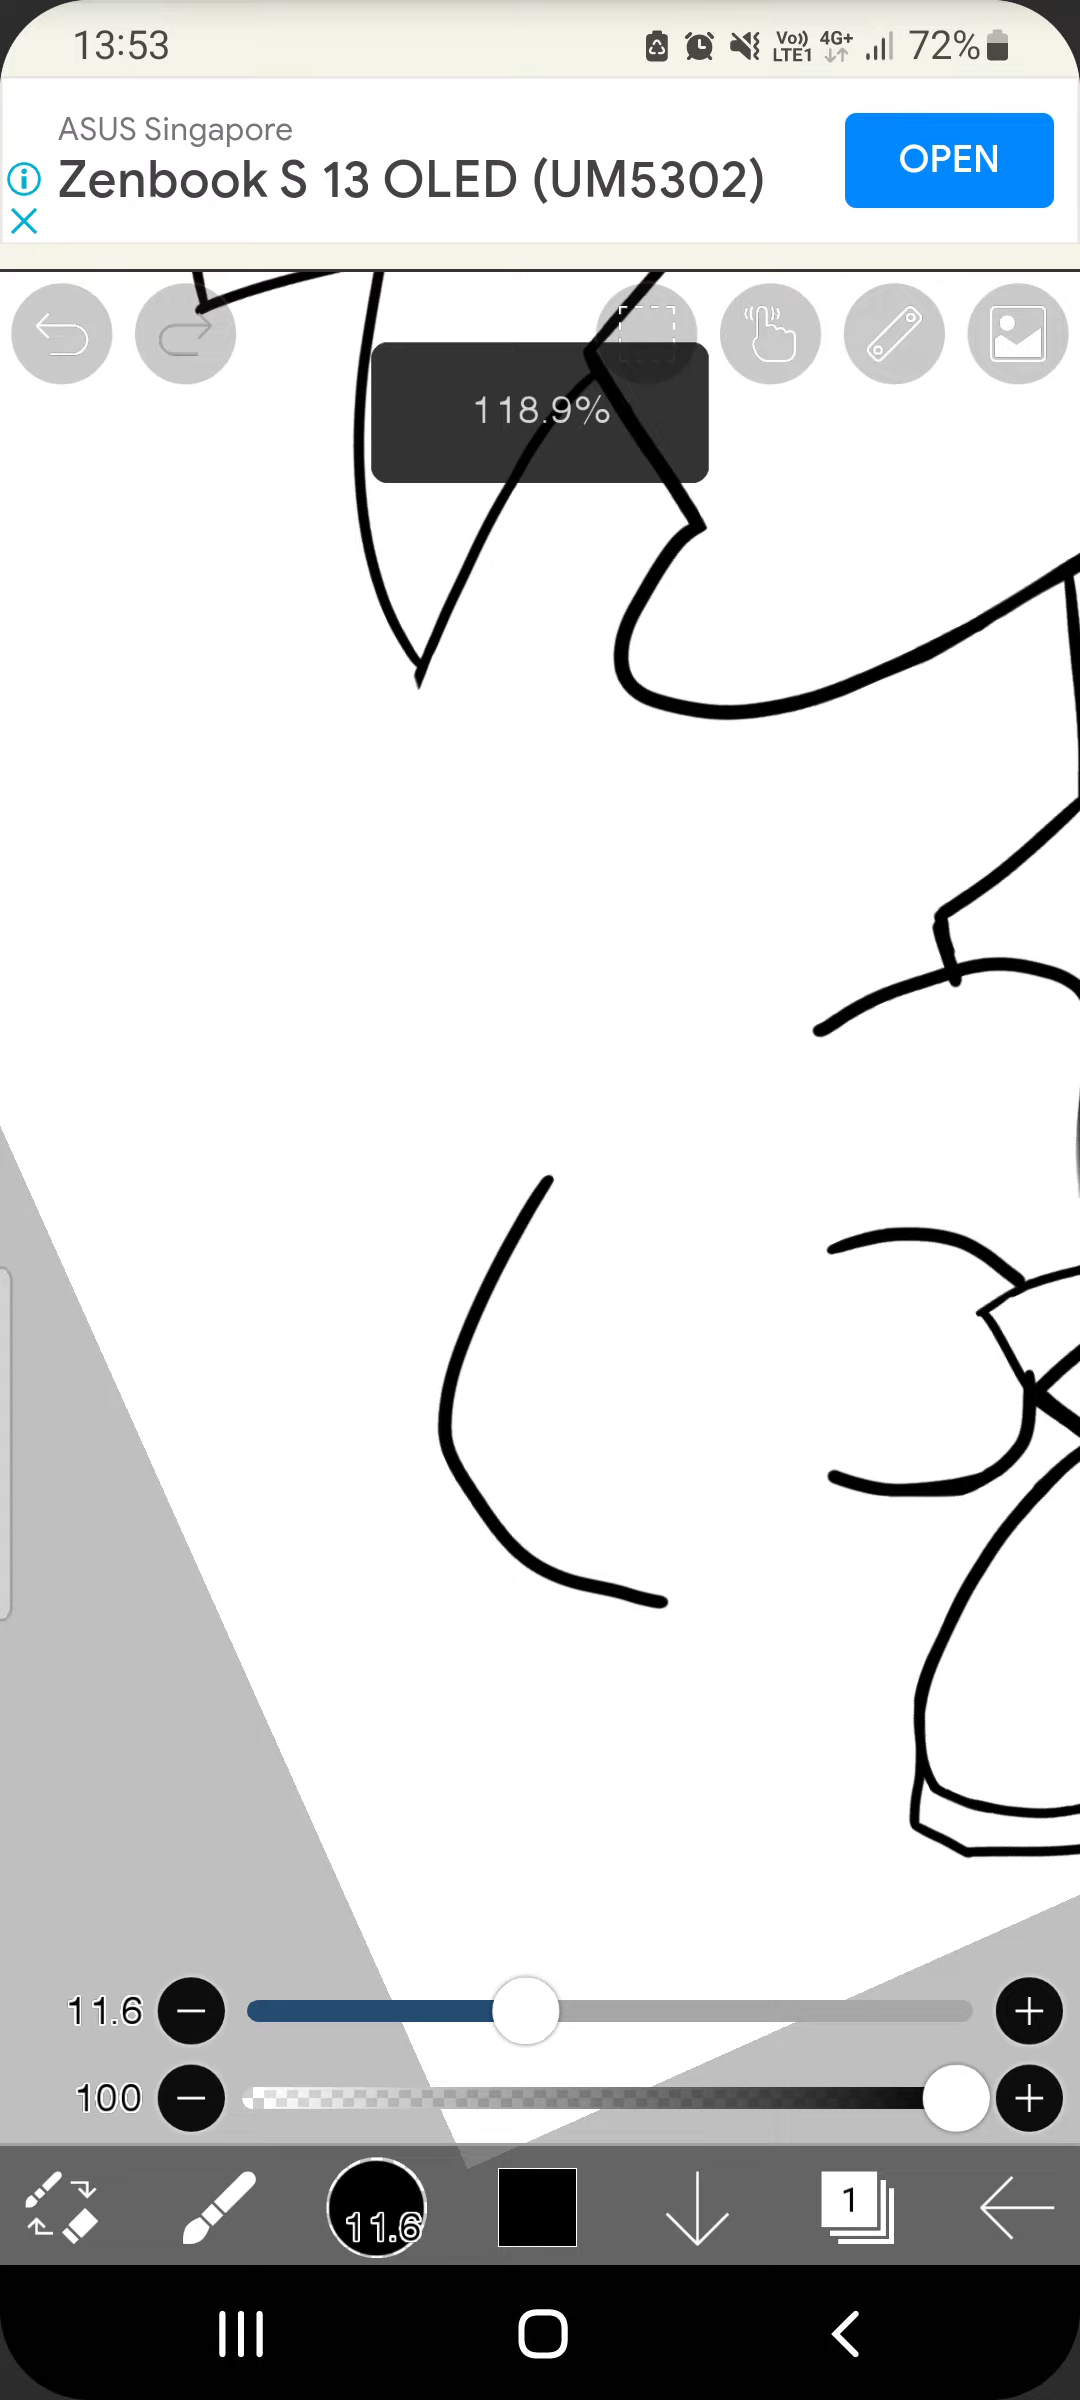 13:53
Vo)) 4G+ 72%
LTE1
ASUS Singapore
Zenbook S 13 OLED (UM5302)
OPEN
118.9%
11.6
100
11.6
1